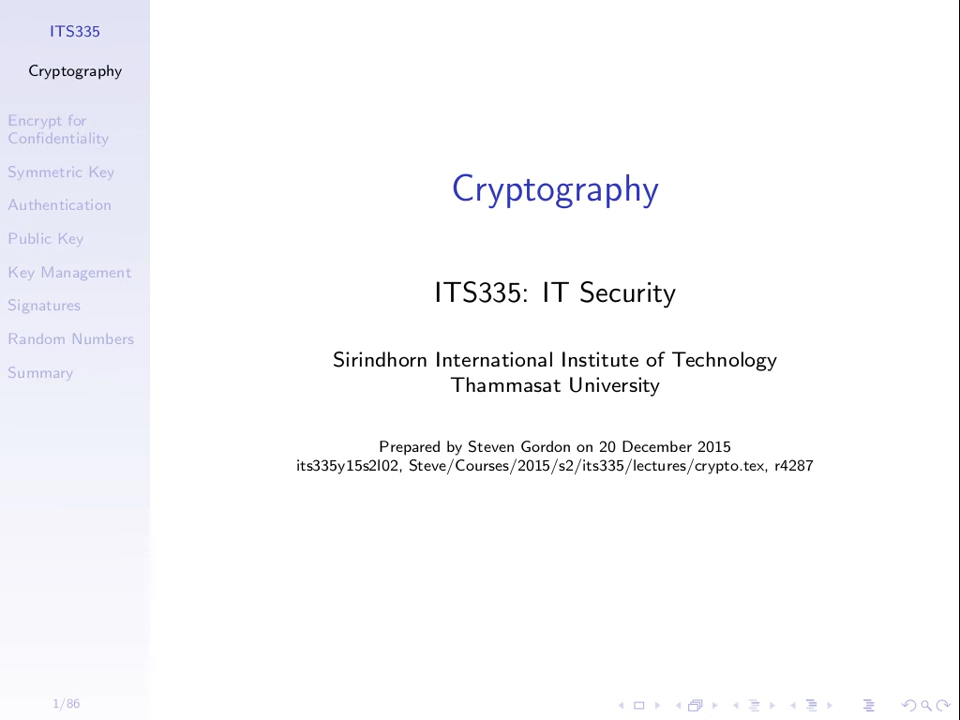 ITS335
Cryptography
Encrypt for
Confidentiality
Symmetric Key
Authentication
Public Key
Key Management
Signatures
Random Numbers
Summary
Cryptography
ITS335: IT Security
Sirindhorn International Institute of Technology
Thammasat University
Prepared by Steven Gordon on 20 December 2015
its335y15s2l02, Steve/Courses/2015/s2/its335/lectures/crypto.tex, r4287
1/86